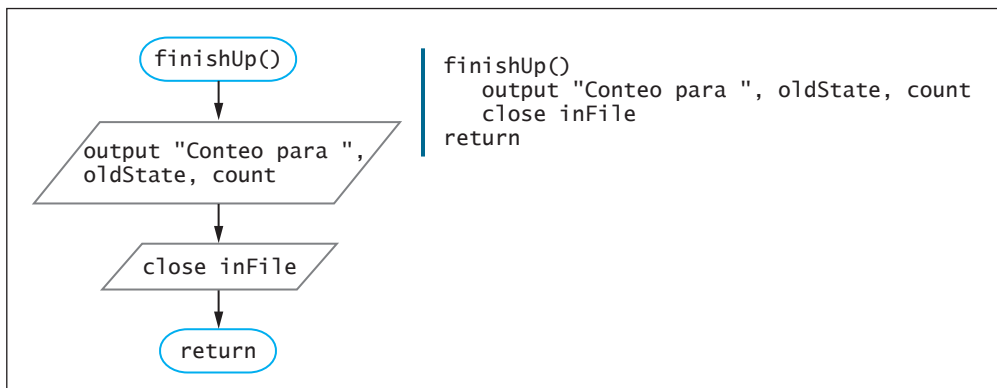 finishUp()
output "Conteo para ",
oldState, count
close inFile
return
finishUp()
output "Conteo para ", oldState, count
close inFile
return